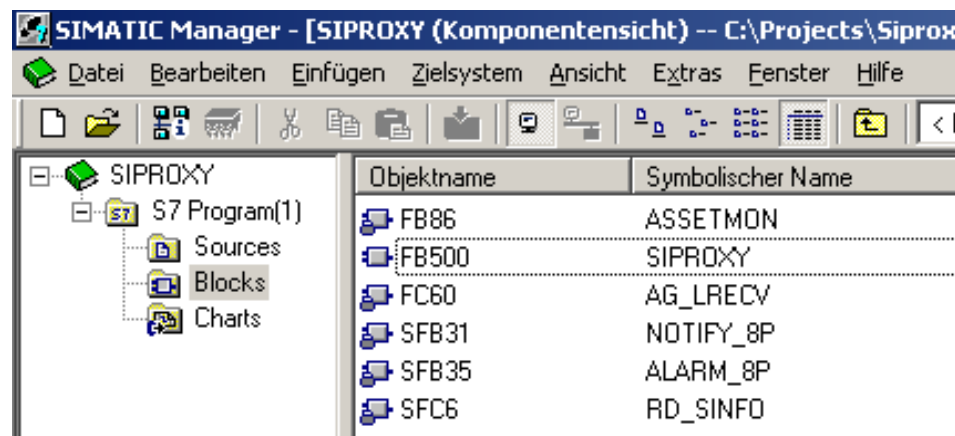 SIMATIC Manager - [SIPROXY (Komponentensicht) -- C:\Projects\Siprox
Datei Bearbeiten Einfügen Zielsystem Ansicht Extras Fenster Hilfe
<
SIPROXY
S7 Program(1)
Sources
Blocks
Charts
Objektname Symbolischer Name
FB86 ASSETMON
FB500 SIPROXY
FC60 AG_LRECV
SFB31 NOTIFY_8P
SFB35 ALARM_8P
SFC6 RD_SINFO